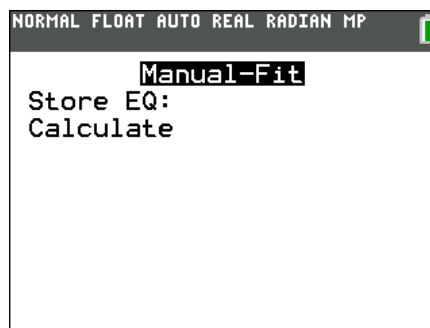 NORMAL FLOAT AUTO REAL RADIAN MP
Manual-Fit
Store EQ:
Calculate